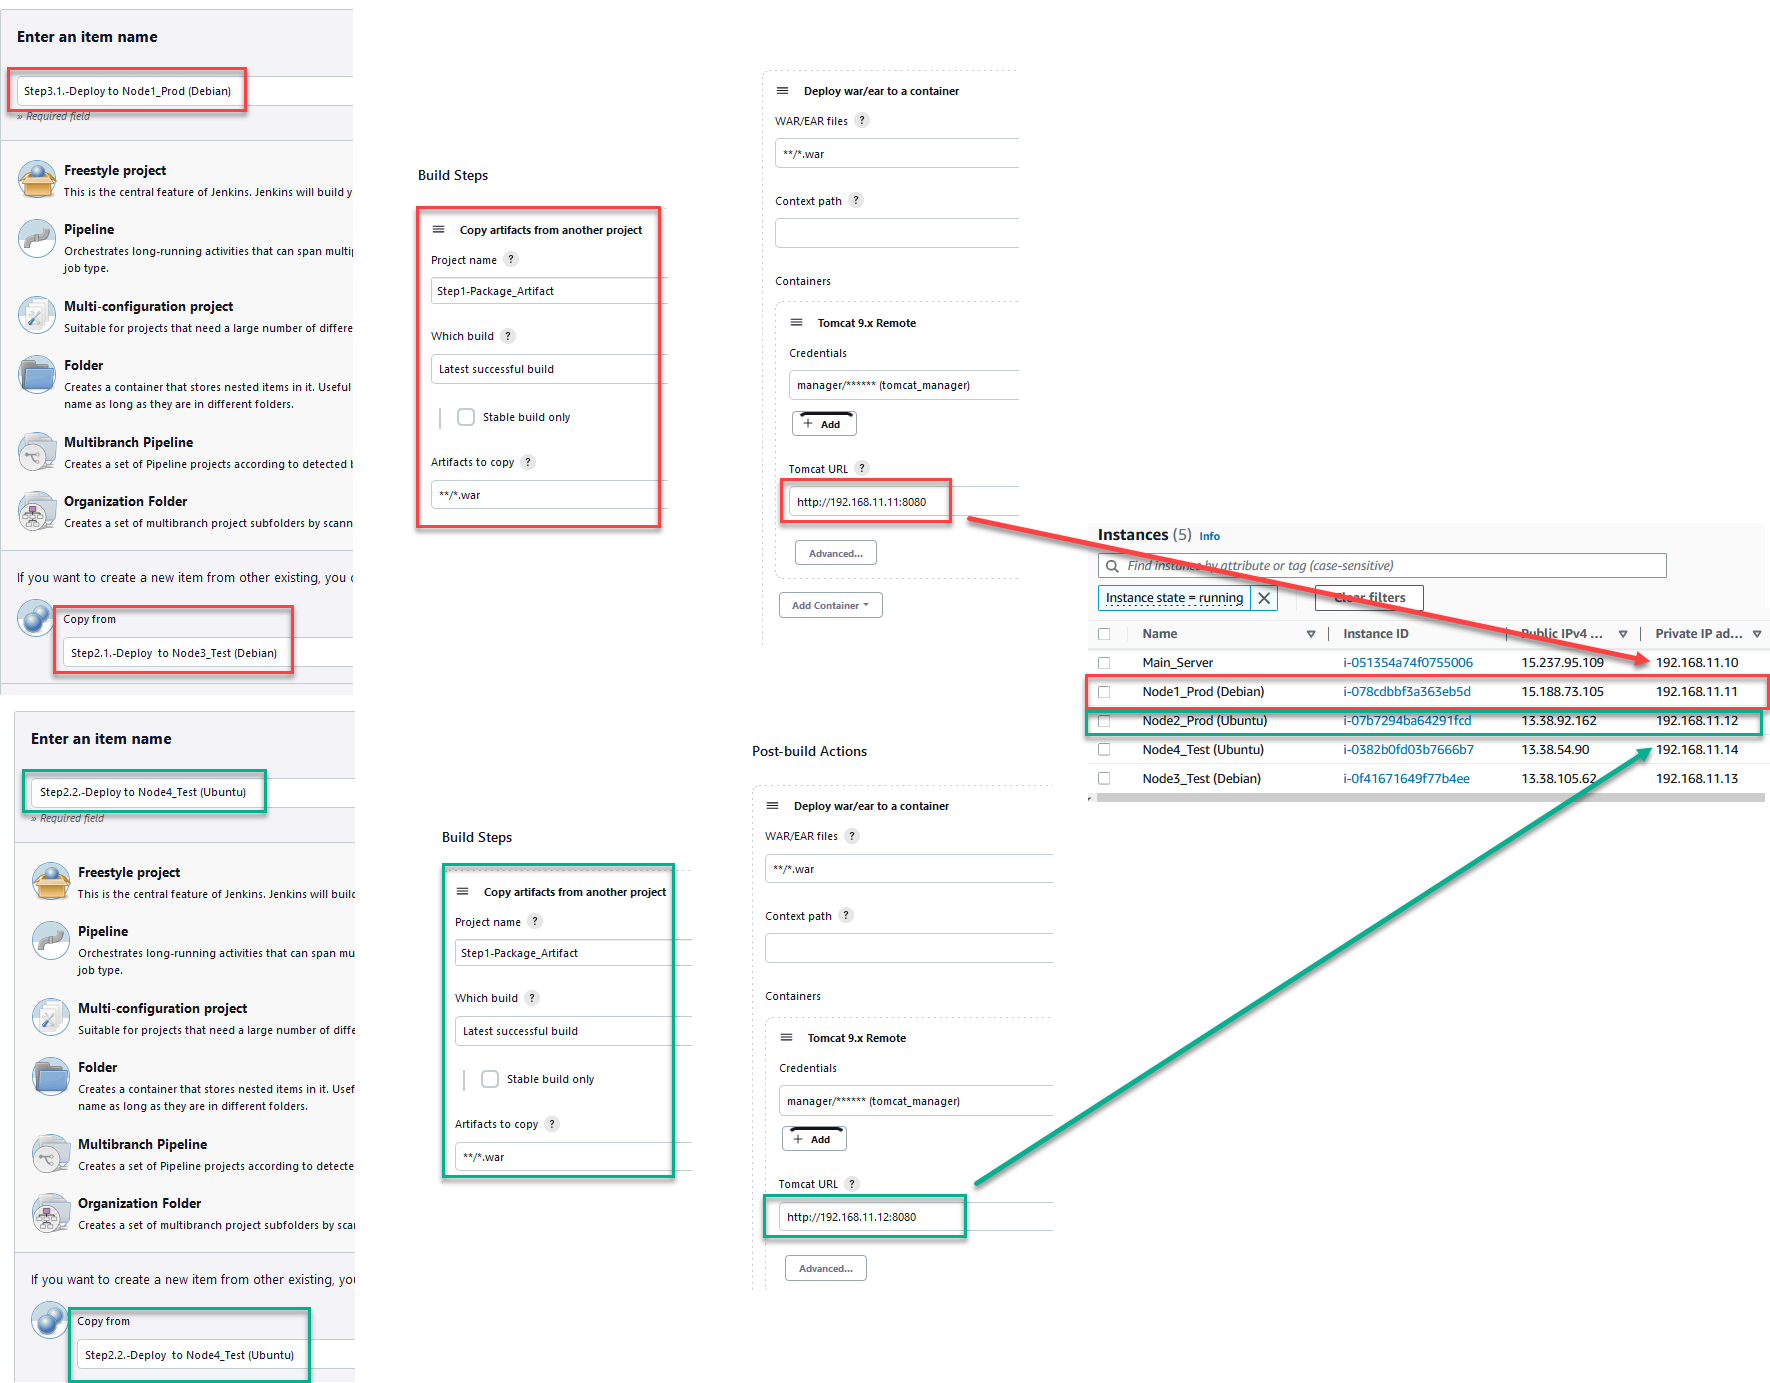 Enter an item name
Step3.1.-Deploy to Node1_Prod (Debian)
» Required field
Freestyle project
This is the central feature of Jenkins. Jenkins will build y
Pipeline
Orchestrates long-running activities that can span multip
job type.
Multi-configuration project
Suitable for projects that need a large number of differe
Folder
Creates a container that stores nested items in it. Useful
name as long as they are in different folders.
Multibranch Pipeline
Creates a set of Pipeline projects according to detected b
Organization Folder
Creates a set of multibranch project subfolders by scann
If you want to create a new item from other existing, you c
Copy from
Step2.1.-Deploy to Node3_Test (Debian)
Build Steps
Copy artifacts from another project
Project name ?
Step1-Package_Artifact
Which build ?
Latest successful build
Stable build only
Artifacts to copy ?
**/*.war
Deploy war/ear to a container
WAR/EAR files ?
**/*.war
Context path ?
Containers
Tomcat 9.x Remote
Credentials
manager/****** (tomcat_manager)
+ Add
Tomcat URL ?
http://192.168.11.11:8080
Advanced...
Add Container
Instances (5) Info
Find instance by attribute or tag (case-sensitive)
Instance state = running
Clear filters
Name Instance ID Public IPv4 ... Private IP ad...
Main_Server i-051354a74f0755006 15.237.95.109 192.168.11.10
Node1_Prod (Debian) i-078cdbbf3a363eb5d 15.188.73.105 192.168.11.11
Node2_Prod (Ubuntu) i-07b7294ba64291fcd 13.38.92.162 192.168.11.12
Node4_Test (Ubuntu) i-0382b0fd03b7666b7 13.38.54.90 192.168.11.14
Node3_Test (Debian) i-0f41671649f77b4ee 13.38.105.62 192.168.11.13
Enter an item name
Step2.2.-Deploy to Node4_Test (Ubuntu)
» Required field
Freestyle project
This is the central feature of Jenkins. Jenkins will build
Pipeline
Orchestrates long-running activities that can span mu
job type.
Multi-configuration project
Suitable for projects that need a large number of diffe
Folder
Creates a container that stores nested items in it. Usef
name as long as they are in different folders.
Multibranch Pipeline
Creates a set of Pipeline projects according to detecte
Organization Folder
Creates a set of multibranch project subfolders by scar
If you want to create a new item from other existing, you
Copy from
Step2.2.-Deploy to Node4_Test (Ubuntu)
Build Steps
Copy artifacts from another project
Project name ?
Step1-Package_Artifact
Which build ?
Latest successful build
Stable build only
Artifacts to copy ?
**/*.war
Post-build Actions
Deploy war/ear to a container
WAR/EAR files ?
**/*.war
Context path ?
Containers
Tomcat 9.x Remote
Credentials
manager/****** (tomcat_manager)
+ Add
Tomcat URL ?
http://192.168.11.12:8080
Advanced...